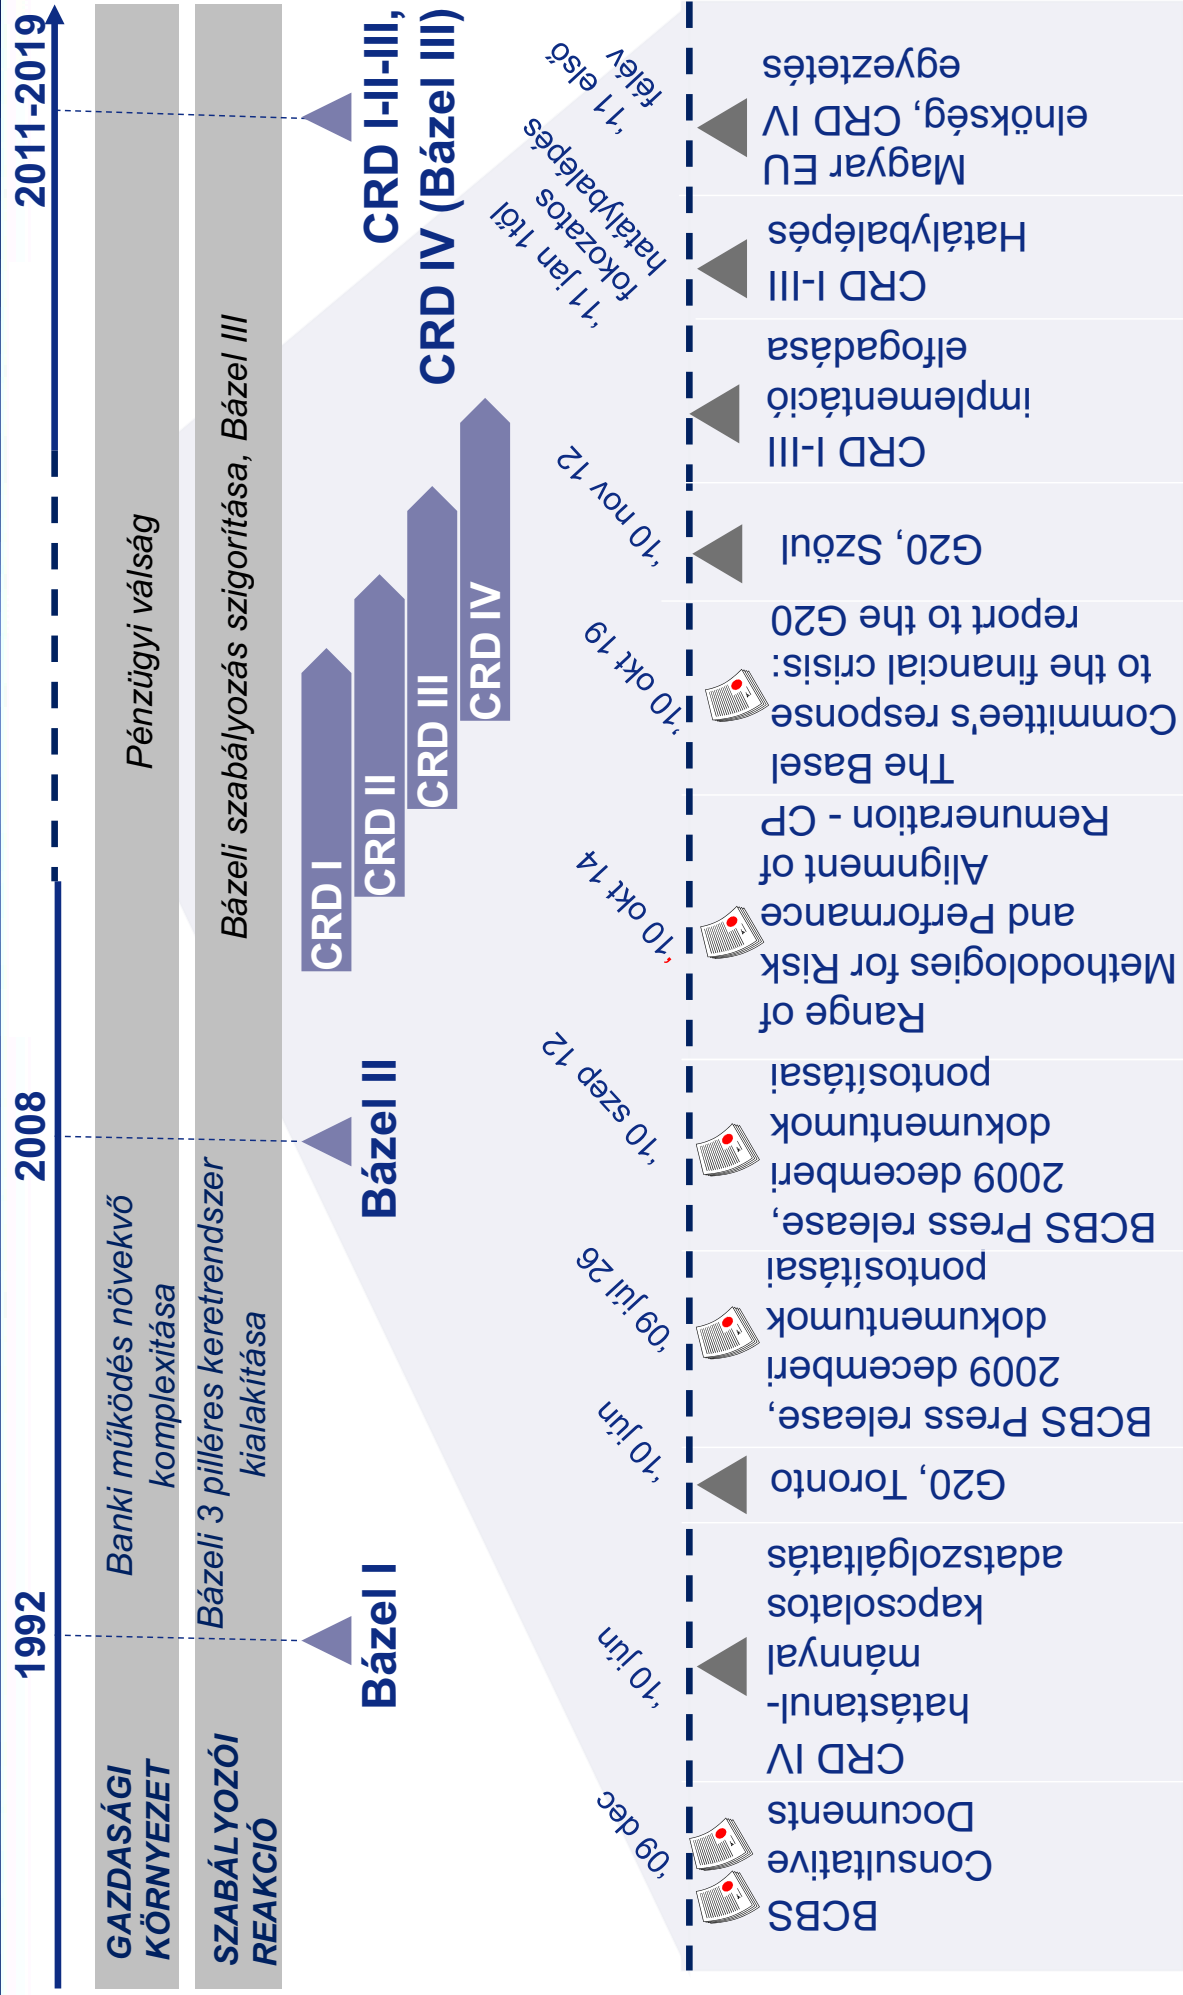 1992
2008
2011-2019
GAZDASÁGI
KÖRNYEZET
Banki működés növekvő
komplexitása
Pénzügyi válság
SZABÁLYOZÓI
REAKCIÓ
Bázeli 3 pilléres keretrendszer
kialakítása
Bázeli szabályozás szigorítása, Bázel III
Bázel I
Bázel II
CRD I-II-III,
CRD IV (Bázel III)
CRD I
CRD II
CRD III
CRD IV
'09 dec
'10 jún
'10 jún
'09 júl 26
'10 szep 12
'10 okt 14
'10 okt 19
'10 nov 12
'11 jan 1től
fokozatos
hatálybalépés
'11 első
félév
BCBS
Consultative
Documents
CRD IV
hatástanul-
mánnyal
kapcsolatos
adatszolgáltatás
G20, Toronto
BCBS Press release,
2009 decemberi
dokumentumok
pontosításai
BCBS Press release,
2009 decemberi
dokumentumok
pontosításai
Range of
Methodologies for Risk
and Performance
Alignment of
Remuneration - CP
The Basel
Committee's response
to the financial crisis:
report to the G20
G20, Szöul
CRD I-III
implementáció
elfogadása
CRD I-III
Hatálybalépés
Magyar EU
elnökség, CRD IV
egyeztetés